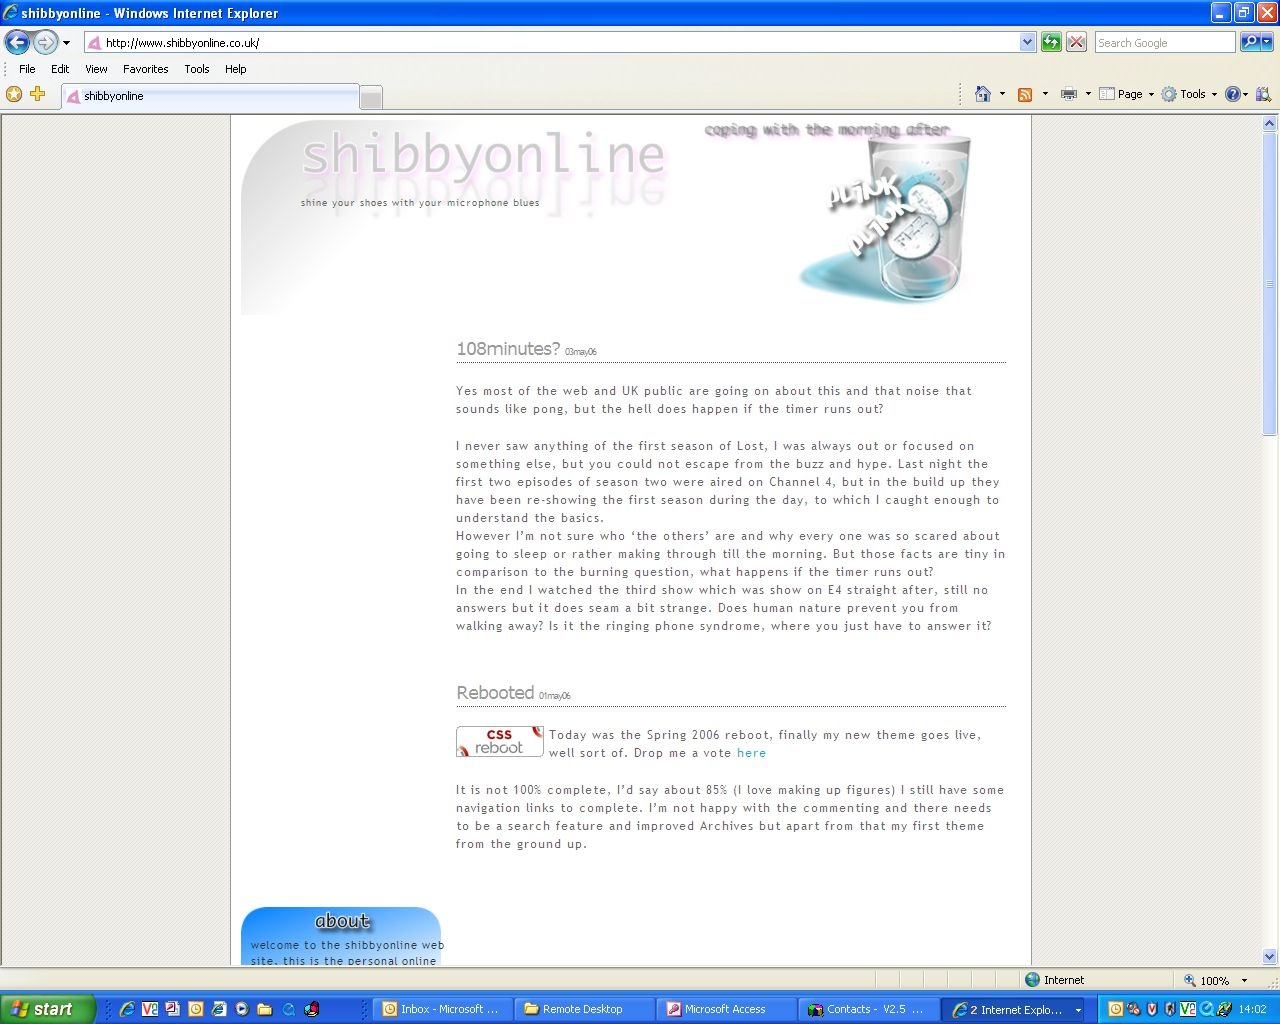 shibbyonline - Windows Internet Explorer
http://www.shibbyonline.co.uk/
Search Google
File Edit View Favorites Tools Help
shibbyonline
Page Tools
shibbyonline
coping with the morning after
shine your shoes with your microphone blues
PLINK
PLINK
FIZZ
108minutes? 03may06
Yes most of the web and UK public are going on about this and that noise that
sounds like pong, but the hell does happen if the timer runs out?
I never saw anything of the first season of Lost, I was always out or focused on
something else, but you could not escape from the buzz and hype. Last night the
first two episodes of season two were aired on Channel 4, but in the build up they
have been re-showing the first season during the day, to which I caught enough to
understand the basics.
However I’m not sure who ‘the others’ are and why every one was so scared about
going to sleep or rather making through till the morning. But those facts are tiny in
comparison to the burning question, what happens if the timer runs out?
In the end I watched the third show which was show on E4 straight after, still no
answers but it does seam a bit strange. Does human nature prevent you from
walking away? Is it the ringing phone syndrome, where you just have to answer it?
Rebooted 01may06
CSS
reboot
Today was the Spring 2006 reboot, finally my new theme goes live,
well sort of. Drop me a vote here
It is not 100% complete, I’d say about 85% (I love making up figures) I still have some
navigation links to complete. I’m not happy with the commenting and there needs
to be a search feature and improved Archives but apart from that my first theme
from the ground up.
about
welcome to the shibbyonline web
site, this is the personal online
Internet
100%
start
Inbox - Microsoft ...
Remote Desktop
Microsoft Access
Contacts - V2.5 ...
2 Internet Explo...
14:02